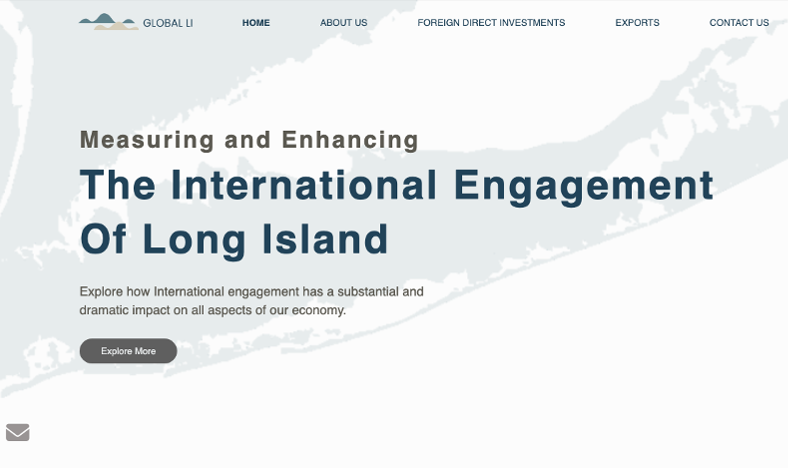 GLOBAL LI
HOME
ABOUT US
FOREIGN DIRECT INVESTMENTS
EXPORTS
CONTACT US
Measuring and Enhancing
The International Engagement
Of Long Island
Explore how International engagement has a substantial and
dramatic impact on all aspects of our economy.
Explore More